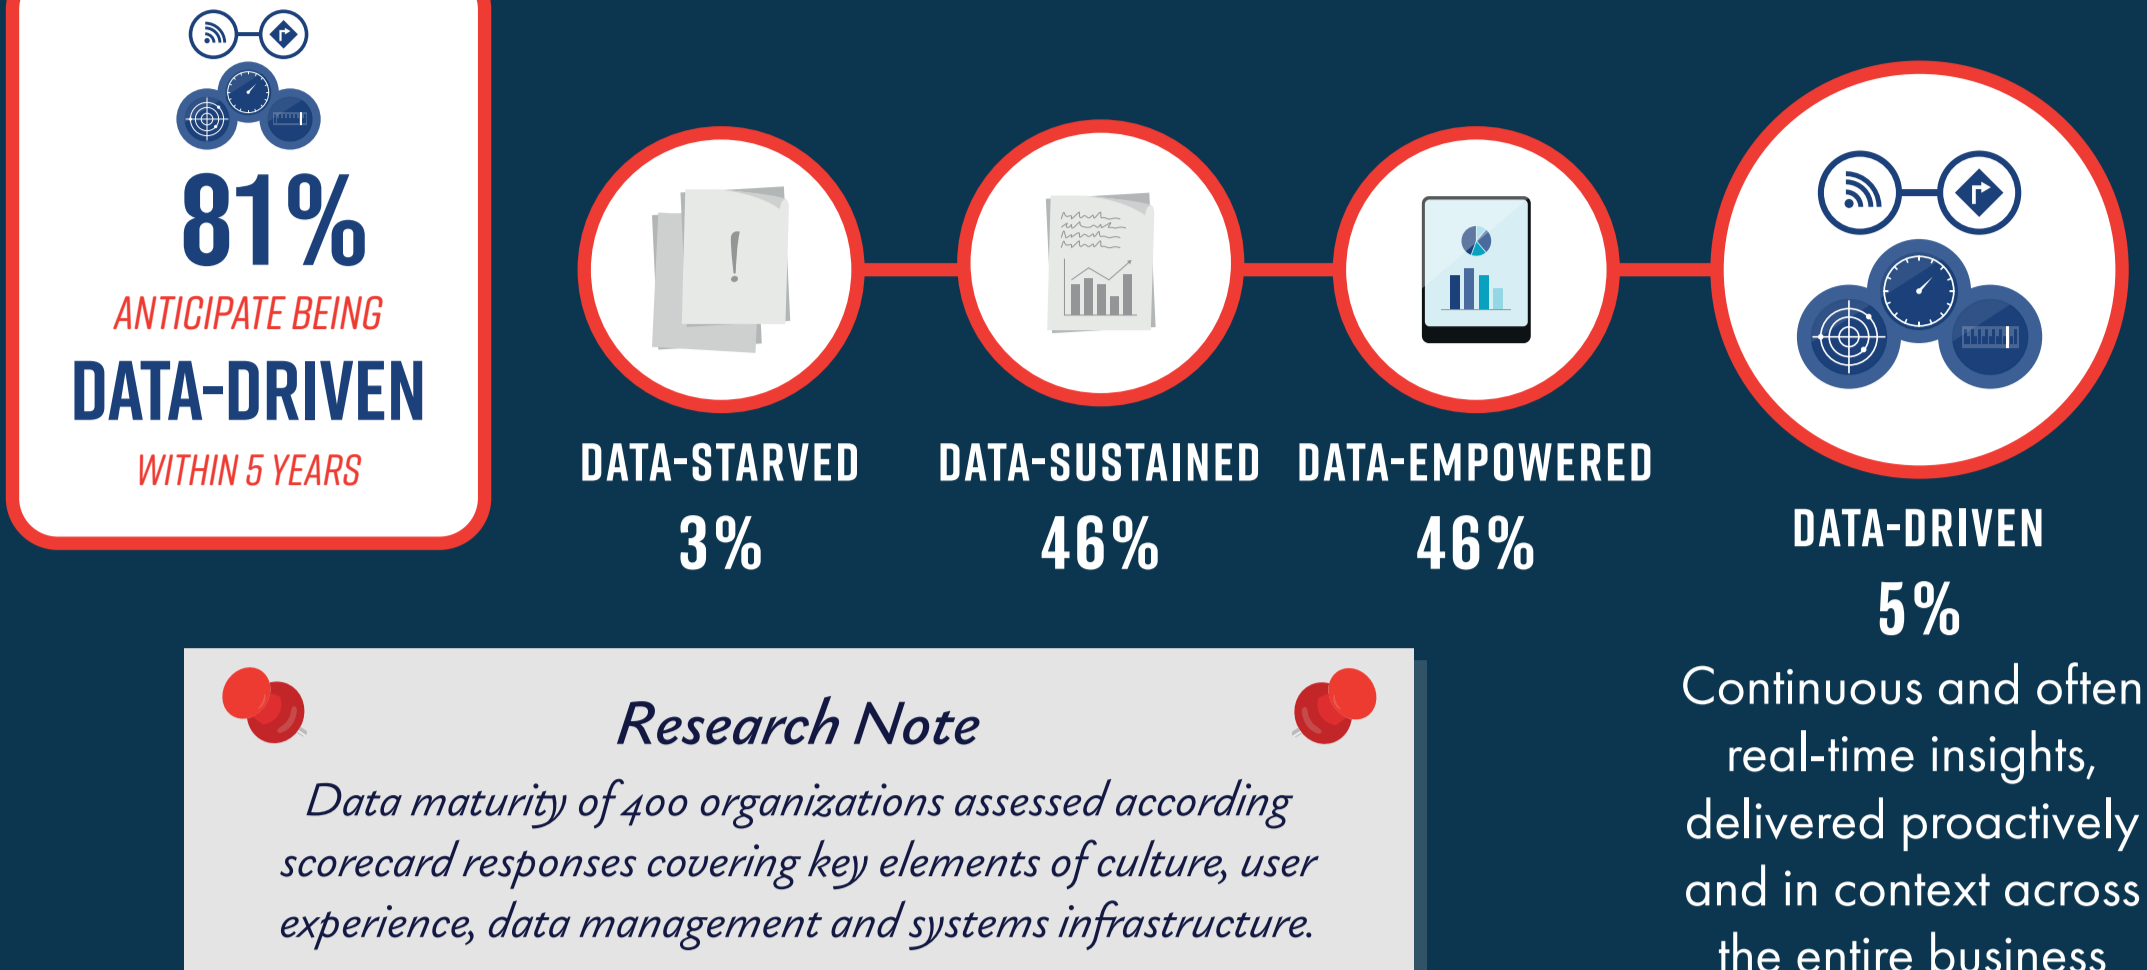 81%
ANTICIPATE BEING
DATA-DRIVEN
WITHIN 5 YEARS
DATA-STARVED
3%
DATA-SUSTAINED
46%
DATA-EMPOWERED
46%
DATA-DRIVEN
5%
Continuous and often
real-time insights,
delivered proactively
and in context across
the entire business
Research Note
Data maturity of 400 organizations assessed according
scorecard responses covering key elements of culture, user
experience, data management and systems infrastructure.